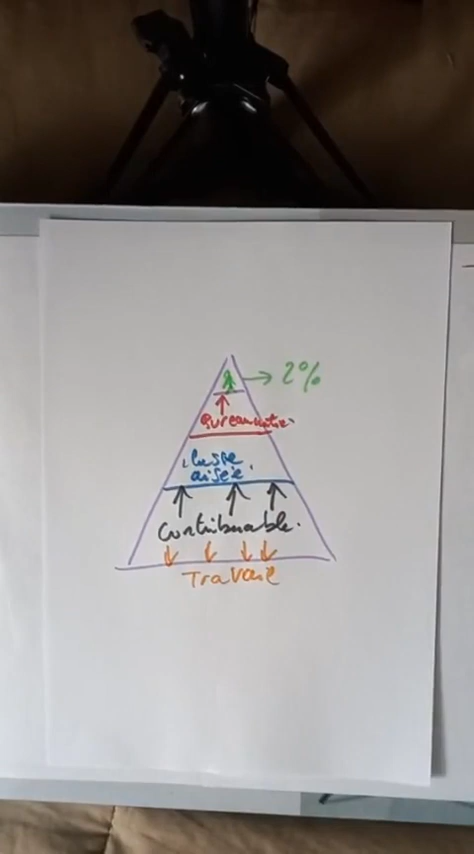 2%
Bureaucratie.
classe
aisée.
Contribuable.
Travail